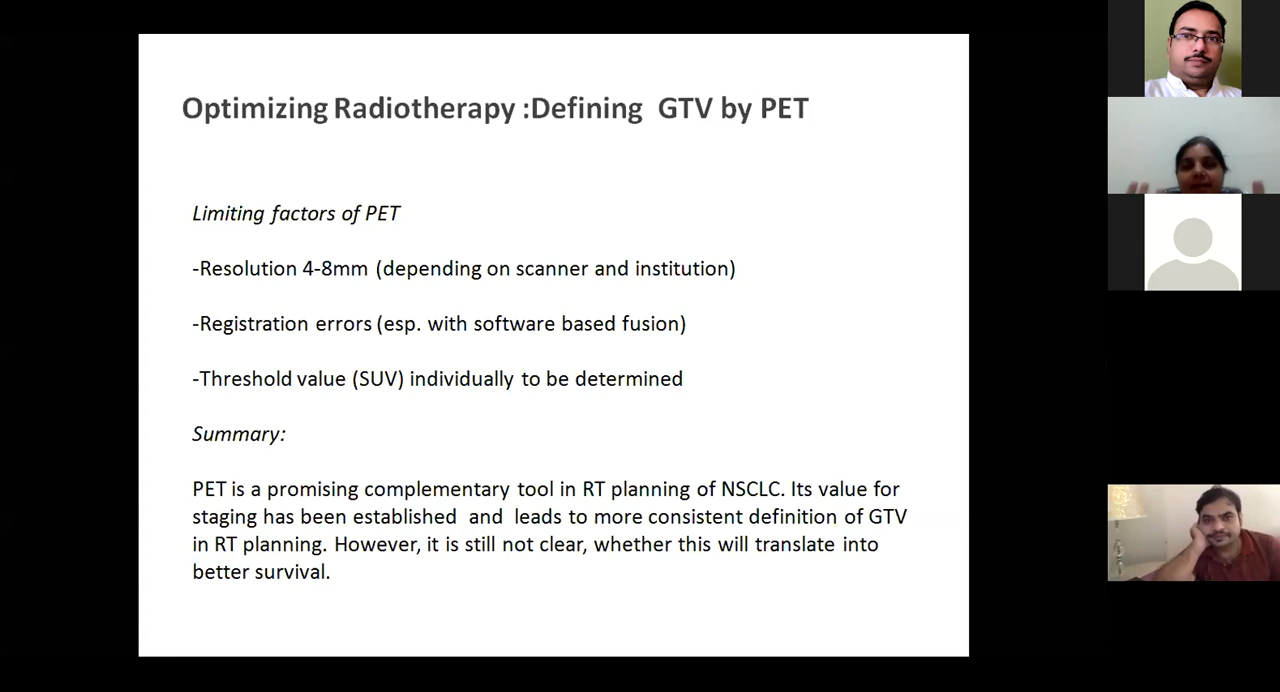 Optimizing Radiotherapy :Defining GTV by PET
Limiting factors of PET
-Resolution 4-8mm (depending on scanner and institution)
-Registration errors (esp. with software based fusion)
-Threshold value (SUV) individually to be determined
Summary:
PET is a promising complementary tool in RT planning of NSCLC. Its value for
staging has been established and leads to more consistent definition of GTV
in RT planning. However, it is still not clear, whether this will translate into
better survival.